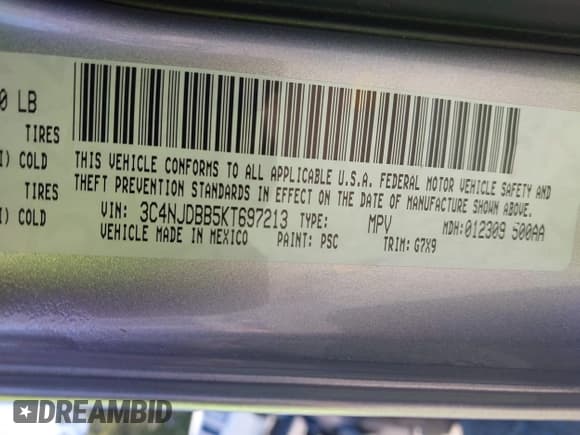 0 LB
TIRES
I) COLD
TIRES
) COLD
THIS VEHICLE CONFORMS TO ALL APPLICABLE U.S.A. FEDERAL MOTOR VEHICLE SAFETY AND
THEFT PREVENTION STANDARDS IN EFFECT ON THE DATE OF MANUFACTURE SHOWN ABOVE.
VIN: 3C4NJDBB5KT697213 TYPE: MPV MDH:012309 500AA
VEHICLE MADE IN MEXICO PAINT: PSC TRIM: G7X9
DREAMBID